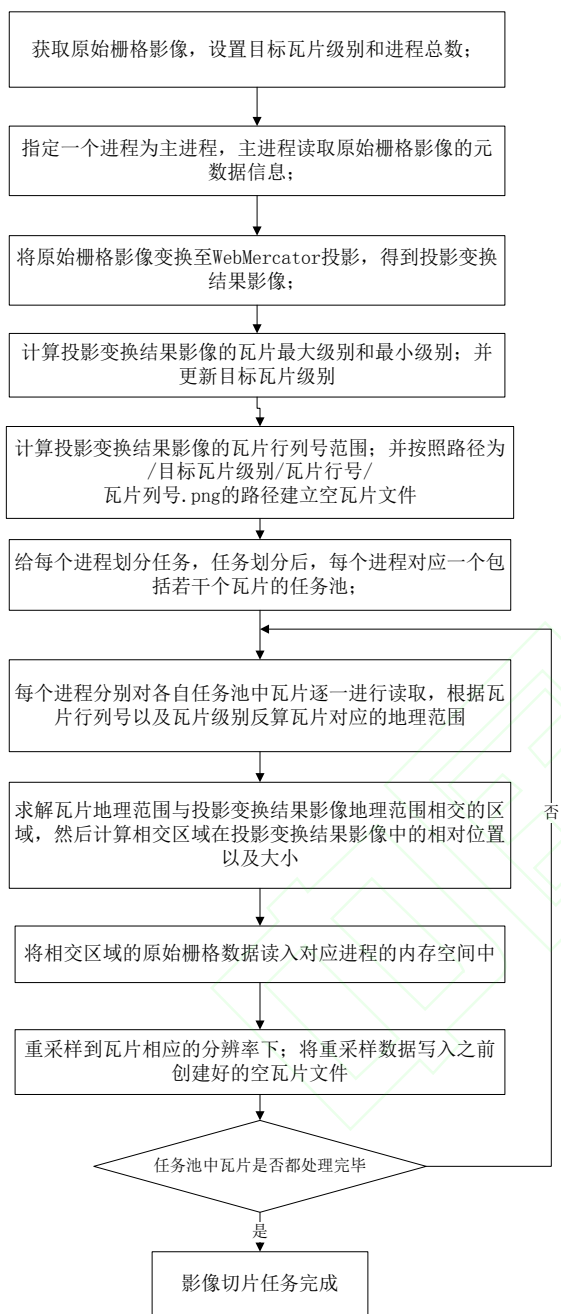 获取原始栅格影像，设置目标瓦片级别和进程总数；
指定一个进程为主进程，主进程读取原始栅格影像的元
数据信息；
将原始栅格影像变换至WebMercator投影，得到投影变换
结果影像；
计算投影变换结果影像的瓦片最大级别和最小级别；并
更新目标瓦片级别
计算投影变换结果影像的瓦片行列号范围；并按照路径为
/目标瓦片级别/瓦片行号/
瓦片列号.png的路径建立空瓦片文件
给每个进程划分任务，任务划分后，每个进程对应一个包
括若干个瓦片的任务池；
每个进程分别对各自任务池中瓦片逐一进行读取，根据瓦
片行列号以及瓦片级别反算瓦片对应的地理范围
求解瓦片地理范围与投影变换结果影像地理范围相交的区
域，然后计算相交区域在投影变换结果影像中的相对位置
以及大小
否
将相交区域的原始栅格数据读入对应进程的内存空间中
重采样到瓦片相应的分辨率下；将重采样数据写入之前
创建好的空瓦片文件
任务池中瓦片是否都处理完毕
是
影像切片任务完成